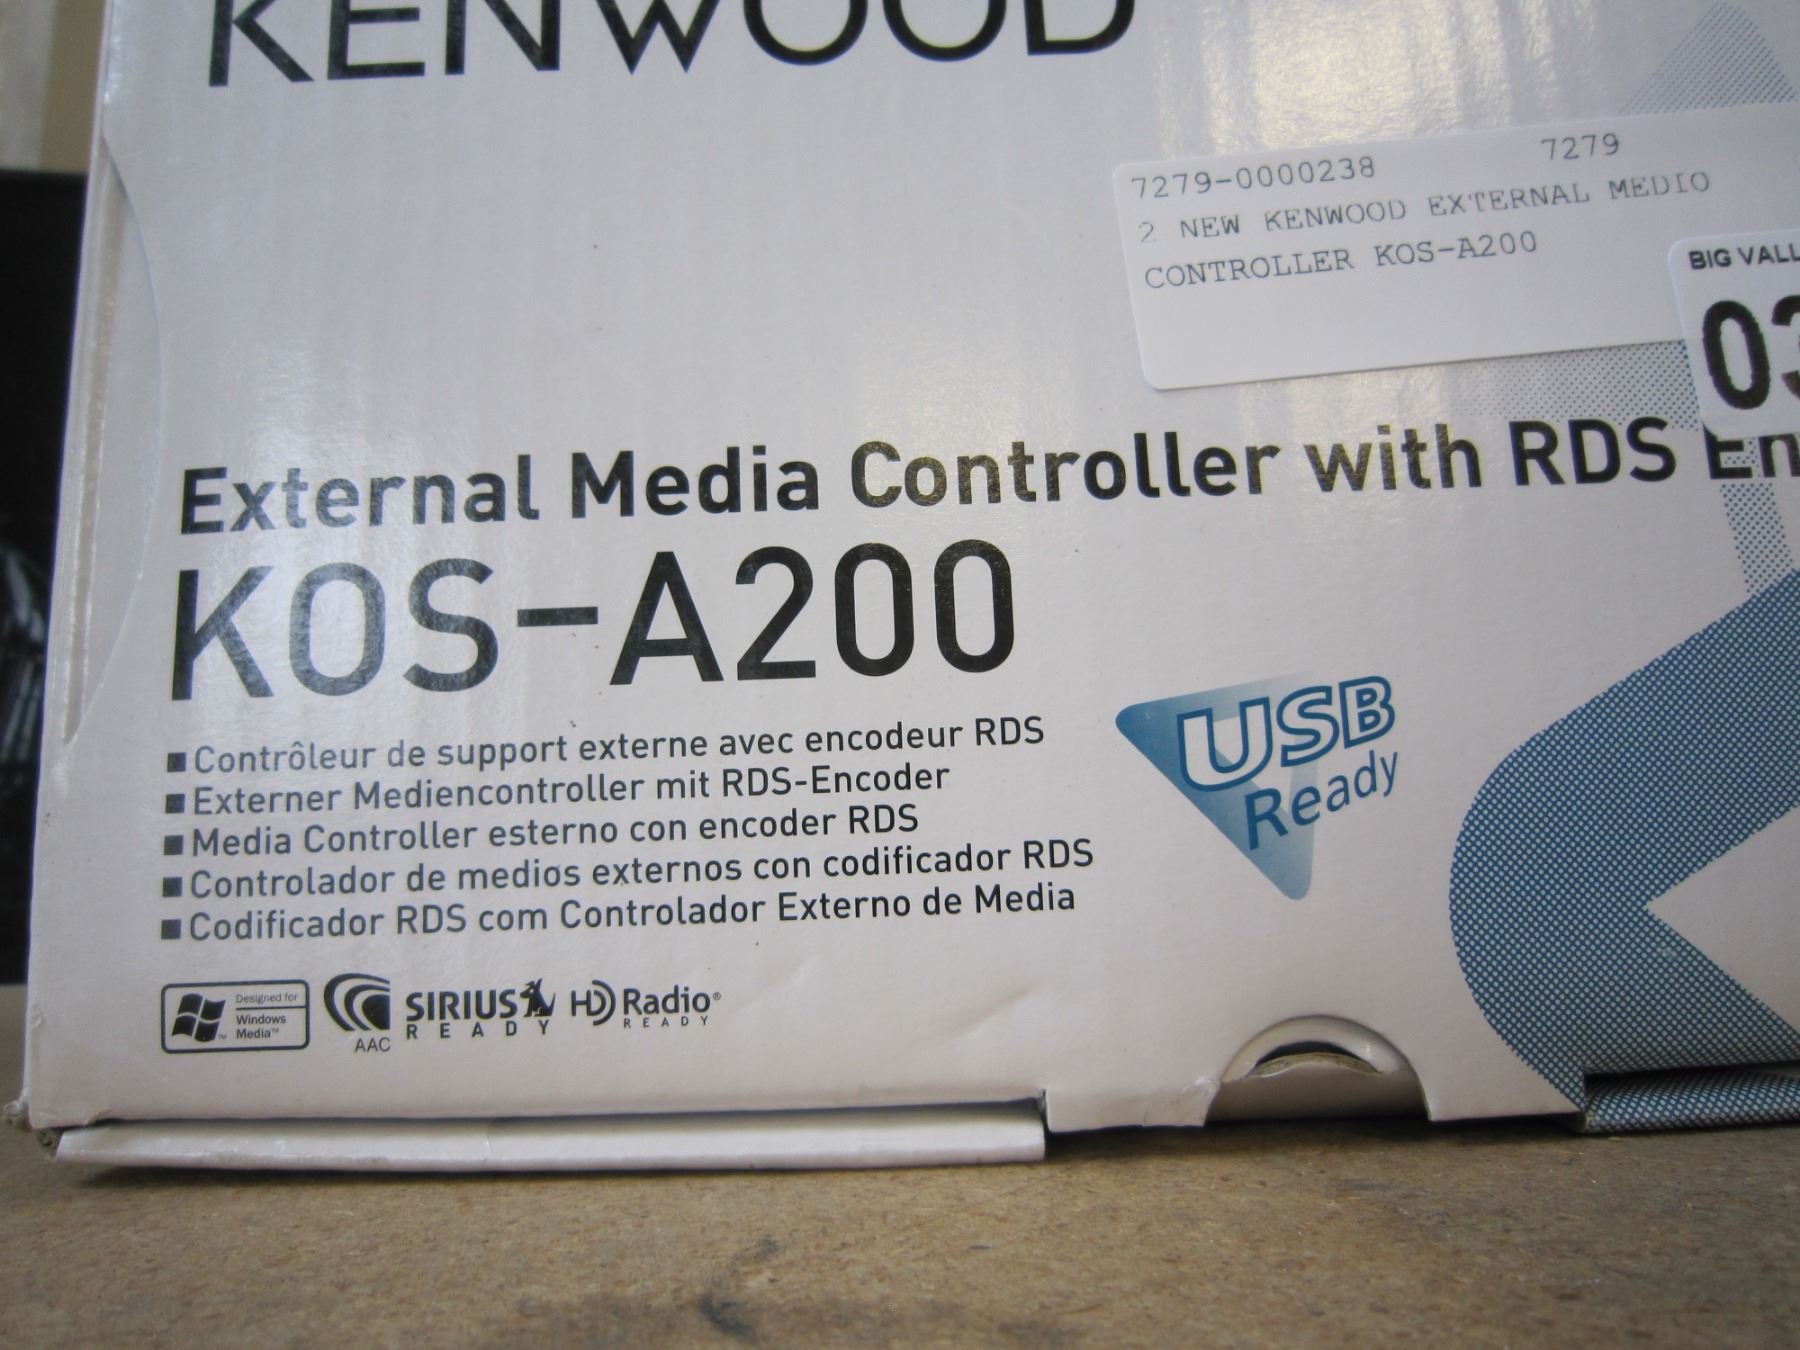 KENWOOD
7279-0000238 7279
2 NEW KENWOOD EXTERNAL MEDIO
CONTROLLER KOS-A200
BIG VALL
03
External Media Controller with RDS En
KOS-A200
■ Contrôleur de support externe avec encodeur RDS
■ Externer Mediencontroller mit RDS-Encoder
■ Media Controller esterno con encoder RDS
■ Controlador de medios externos con codificador RDS
■ Codificador RDS com Controlador Externo de Media
USB
Ready
Designed for
Windows
Media™
AAC
SIRIUS
READY
HD Radio®
READY